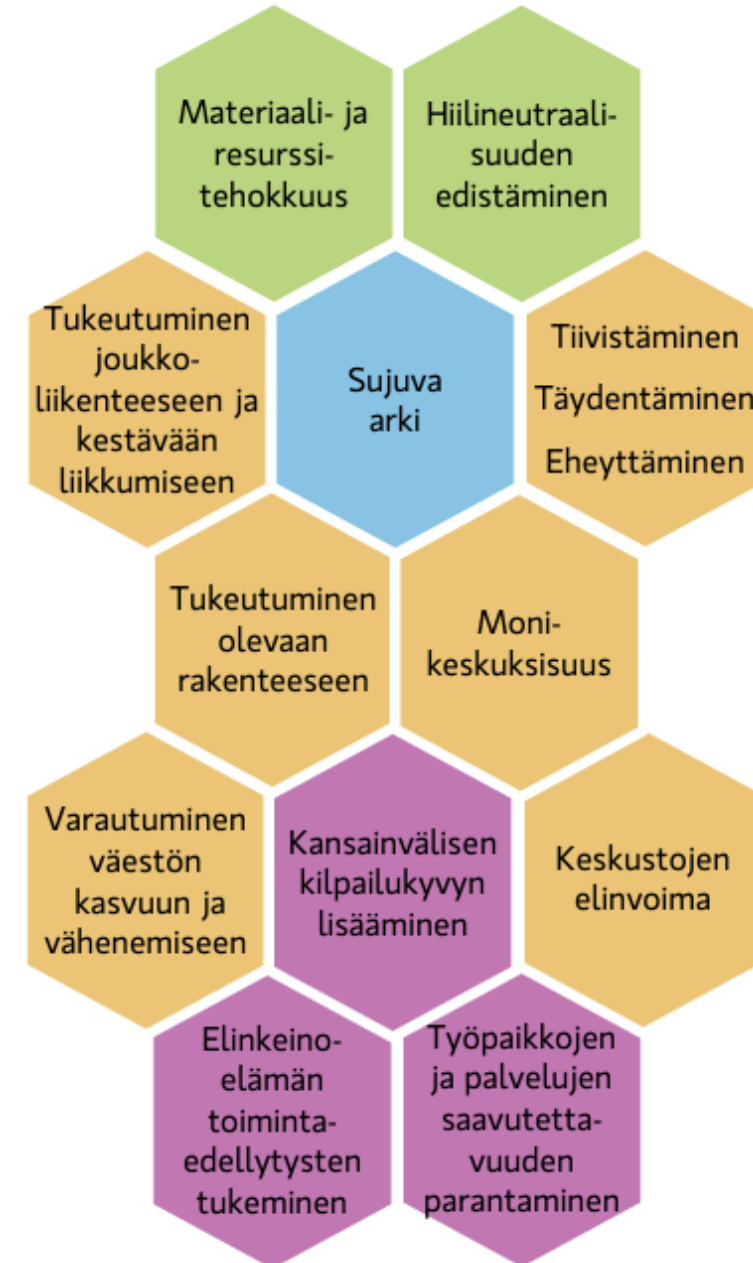 Materiaali- ja
resurssi-
tehokkuus
Hiilineutraali-
suuden
edistäminen
Tukeutuminen
joukko-
liikenteeseen ja
kestävään
liikkumiseen
Sujuva
arki
Tiivistäminen
Täydentäminen
Eheyttäminen
Tukeutuminen
olevaan
rakenteeseen
Moni-
keskuksisuus
Varautuminen
väestön
kasvuun ja
vähenemiseen
Kansainvälisen
kilpailukyvyn
lisääminen
Keskustojen
elinvoima
Elinkeino-
elämän
toiminta-
edellytysten
tukeminen
Työpaikkojen
ja palvelujen
saavutetta-
vuuden
parantaminen